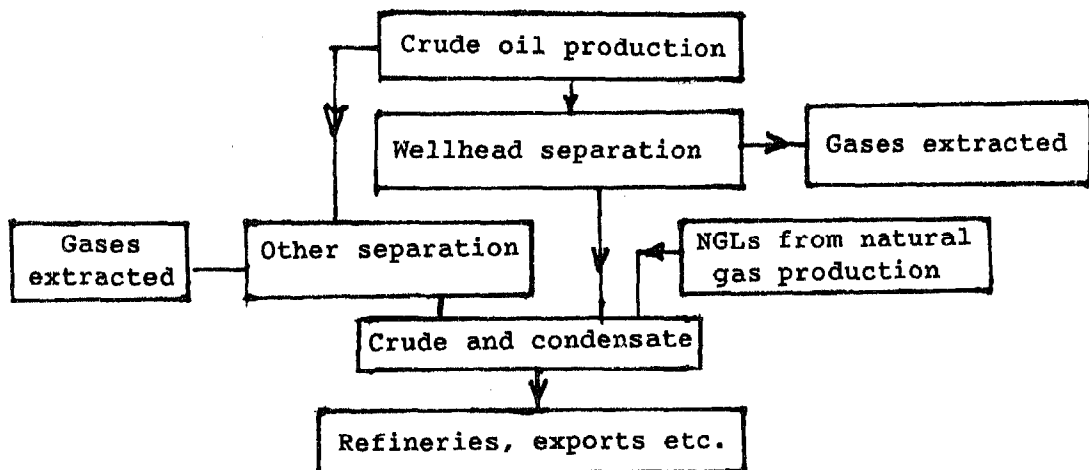 Crude oil production
Wellhead separation
Gases extracted
Gases
extracted
Other separation
NGLs from natural
gas production
Crude and condensate
Refineries, exports etc.